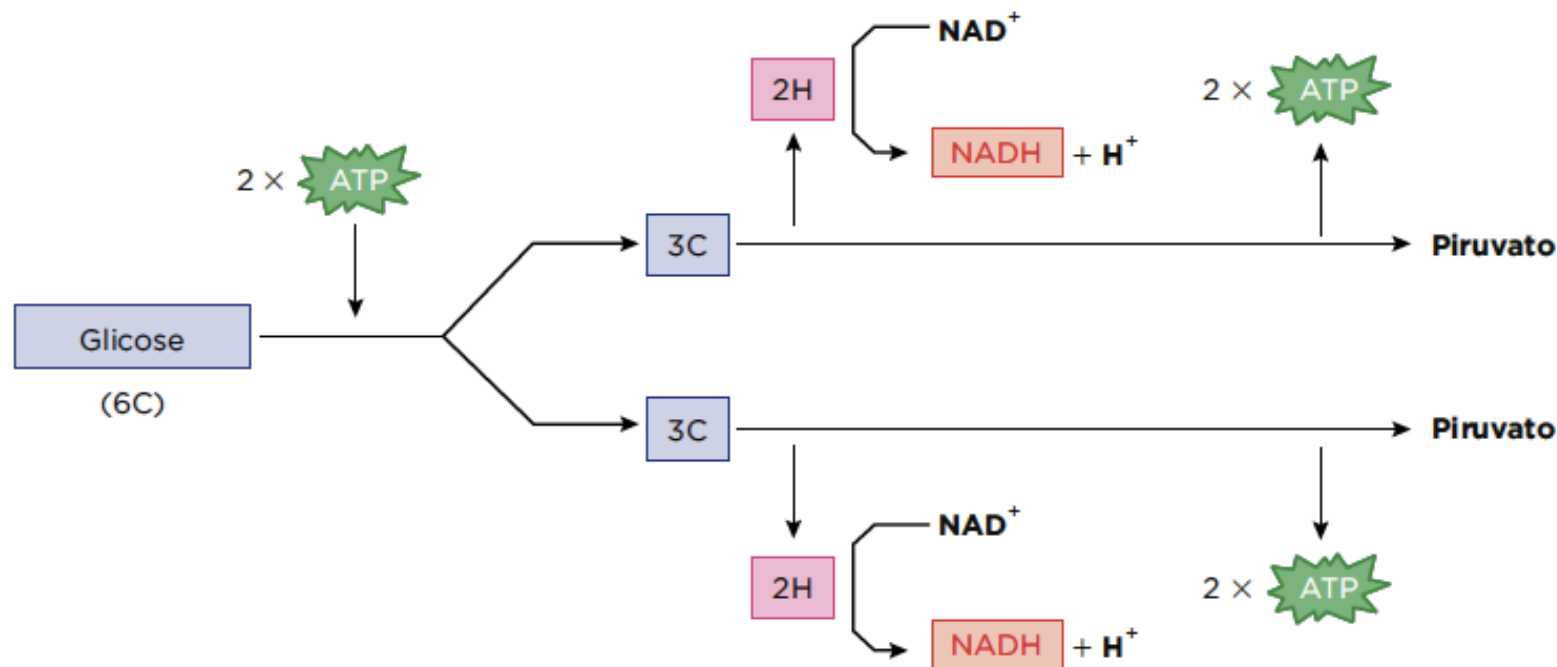 NAD+
2H
2 × ATP
NADH + H+
2 × ATP
3C
Piruvato
Glicose
(6C)
3C
Piruvato
NAD+
2H
2 × ATP
NADH + H+